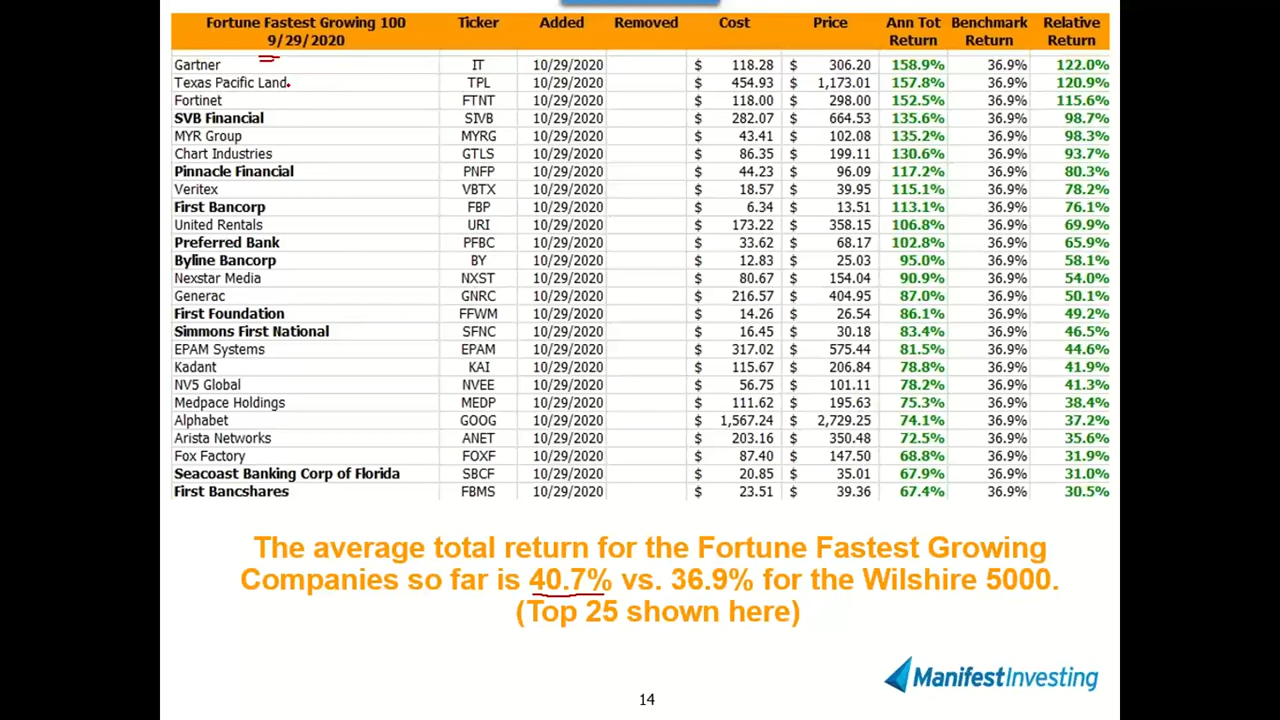 Fortune Fastest Growing 100 Ticker Added Removed Cost Price Ann Tot Benchmark Relative
9/29/2020 Return Return Return
Gartner IT 10/29/2020 $ 118.28 $ 306.20 158.9% 36.9% 122.0%
Texas Pacific Land TPL 10/29/2020 $ 454.93 $ 1,173.01 157.8% 36.9% 120.9%
Fortinet FTNT 10/29/2020 $ 118.00 $ 298.00 152.5% 36.9% 115.6%
SVB Financial SIVB 10/29/2020 $ 282.07 $ 664.53 135.6% 36.9% 98.7%
MYR Group MYRG 10/29/2020 $ 43.41 $ 102.08 135.2% 36.9% 98.3%
Chart Industries GTLS 10/29/2020 $ 86.35 $ 199.11 130.6% 36.9% 93.7%
Pinnacle Financial PNFP 10/29/2020 $ 44.23 $ 96.09 117.2% 36.9% 80.3%
Veritex VBTX 10/29/2020 $ 18.57 $ 39.95 115.1% 36.9% 78.2%
First Bancorp FBP 10/29/2020 $ 6.34 $ 13.51 113.1% 36.9% 76.1%
United Rentals URI 10/29/2020 $ 173.22 $ 358.15 106.8% 36.9% 69.9%
Preferred Bank PFBC 10/29/2020 $ 33.62 $ 68.17 102.8% 36.9% 65.9%
Byline Bancorp BY 10/29/2020 $ 12.83 $ 25.03 95.0% 36.9% 58.1%
Nexstar Media NXST 10/29/2020 $ 80.67 $ 154.04 90.9% 36.9% 54.0%
Generac GNRC 10/29/2020 $ 216.57 $ 404.95 87.0% 36.9% 50.1%
First Foundation FFWM 10/29/2020 $ 14.26 $ 26.54 86.1% 36.9% 49.2%
Simmons First National SFNC 10/29/2020 $ 16.45 $ 30.18 83.4% 36.9% 46.5%
EPAM Systems EPAM 10/29/2020 $ 317.02 $ 575.44 81.5% 36.9% 44.6%
Kadant KAI 10/29/2020 $ 115.67 $ 206.84 78.8% 36.9% 41.9%
NV5 Global NVEE 10/29/2020 $ 56.75 $ 101.11 78.2% 36.9% 41.3%
Medpace Holdings MEDP 10/29/2020 $ 111.62 $ 195.63 75.3% 36.9% 38.4%
Alphabet GOOG 10/29/2020 $ 1,567.24 $ 2,729.25 74.1% 36.9% 37.2%
Arista Networks ANET 10/29/2020 $ 203.16 $ 350.48 72.5% 36.9% 35.6%
Fox Factory FOXF 10/29/2020 $ 87.40 $ 147.50 68.8% 36.9% 31.9%
Seacoast Banking Corp of Florida SBCF 10/29/2020 $ 20.85 $ 35.01 67.9% 36.9% 31.0%
First Bancshares FBMS 10/29/2020 $ 23.51 $ 39.36 67.4% 36.9% 30.5%
The average total return for the Fortune Fastest Growing
Companies so far is 40.7% vs. 36.9% for the Wilshire 5000.
(Top 25 shown here)
ManifestInvesting
14